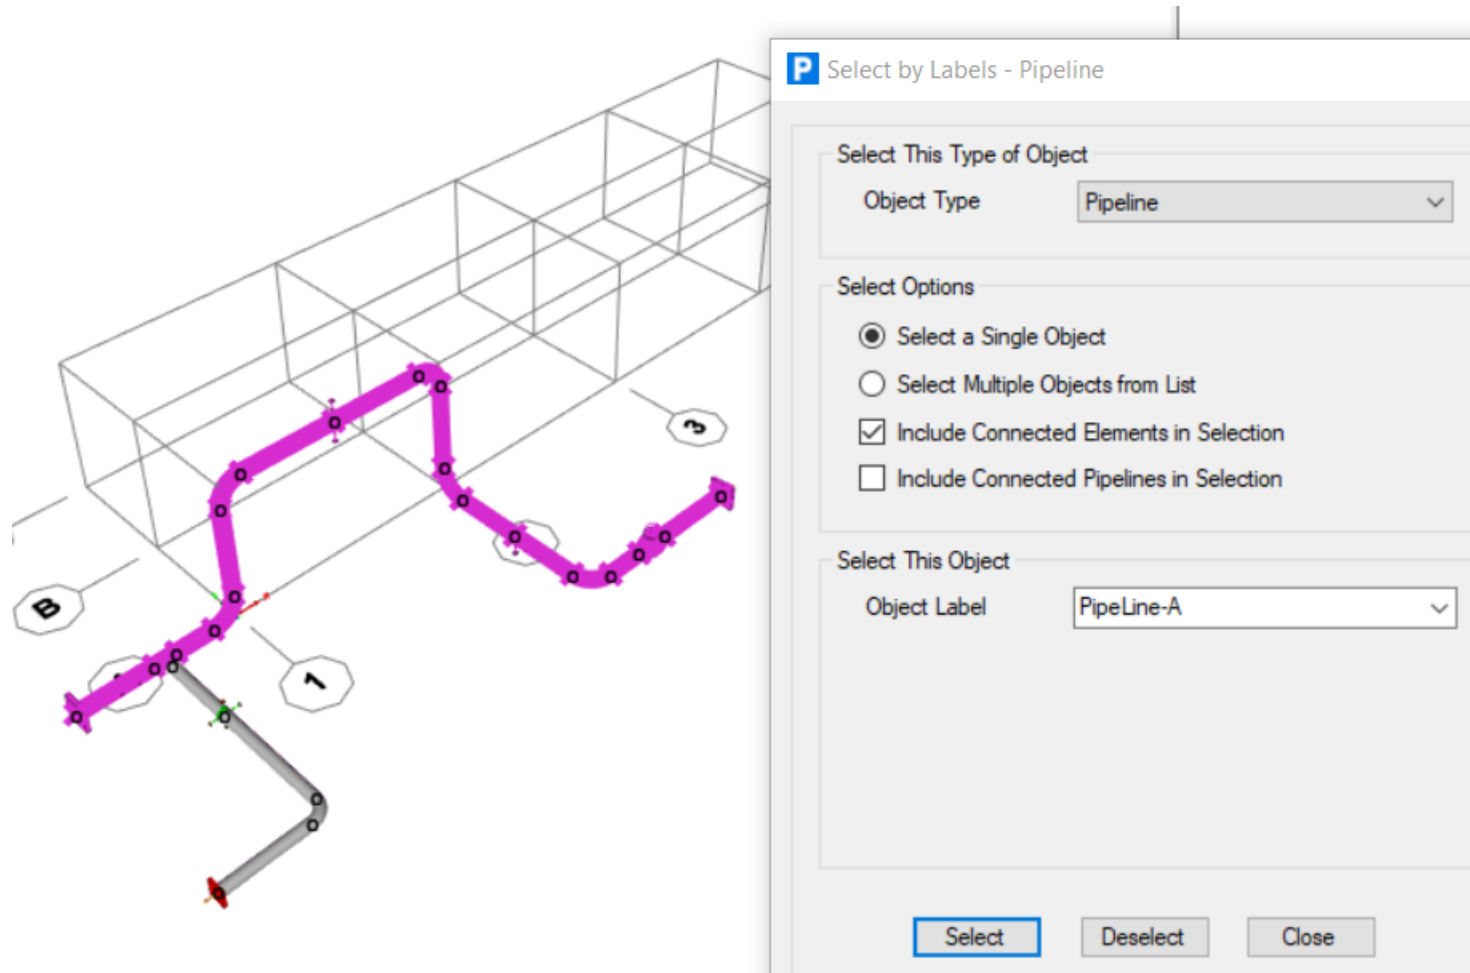 P Select by Labels - Pipeline
Select This Type of Object
Object Type Pipeline
Select Options
Select a Single Object
Select Multiple Objects from List
Include Connected Elements in Selection
Include Connected Pipelines in Selection
Select This Object
Object Label PipeLine-A
Select Deselect Close
3
B
1